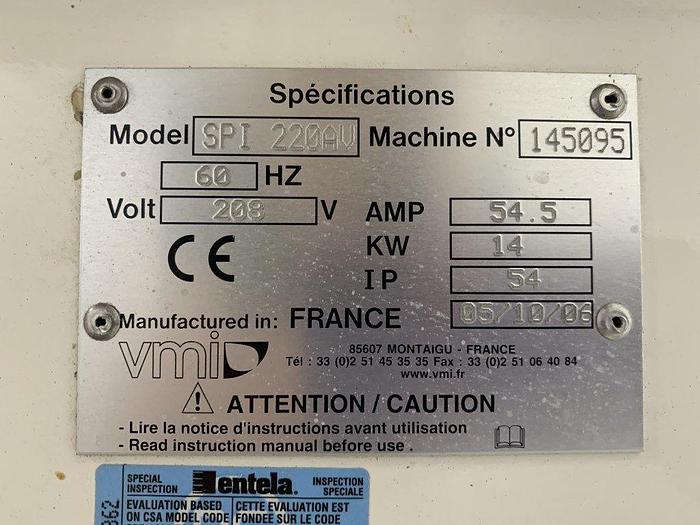 Spécifications
Model SPI 220AV Machine N° 145095
60 HZ
Volt 208 V AMP 54.5
KW 14
IP 54
CE
05/10/06
Manufactured in: FRANCE
vmi
85607 MONTAIGU - FRANCE
Tél : 33 (0)2 51 45 35 35 Fax : 33 (0)2 51 06 40 84
www.vmi.fr
ATTENTION / CAUTION
- Lire la notice d'instructions avant utilisation
- Read instruction manual before use .
SPECIAL INSPECTION
entela.
INSPECTION SPECIALE
EVALUATION BASED ON CSA MODEL CODE
CETTE EVALUATION EST FONDEE SUR LE CODE